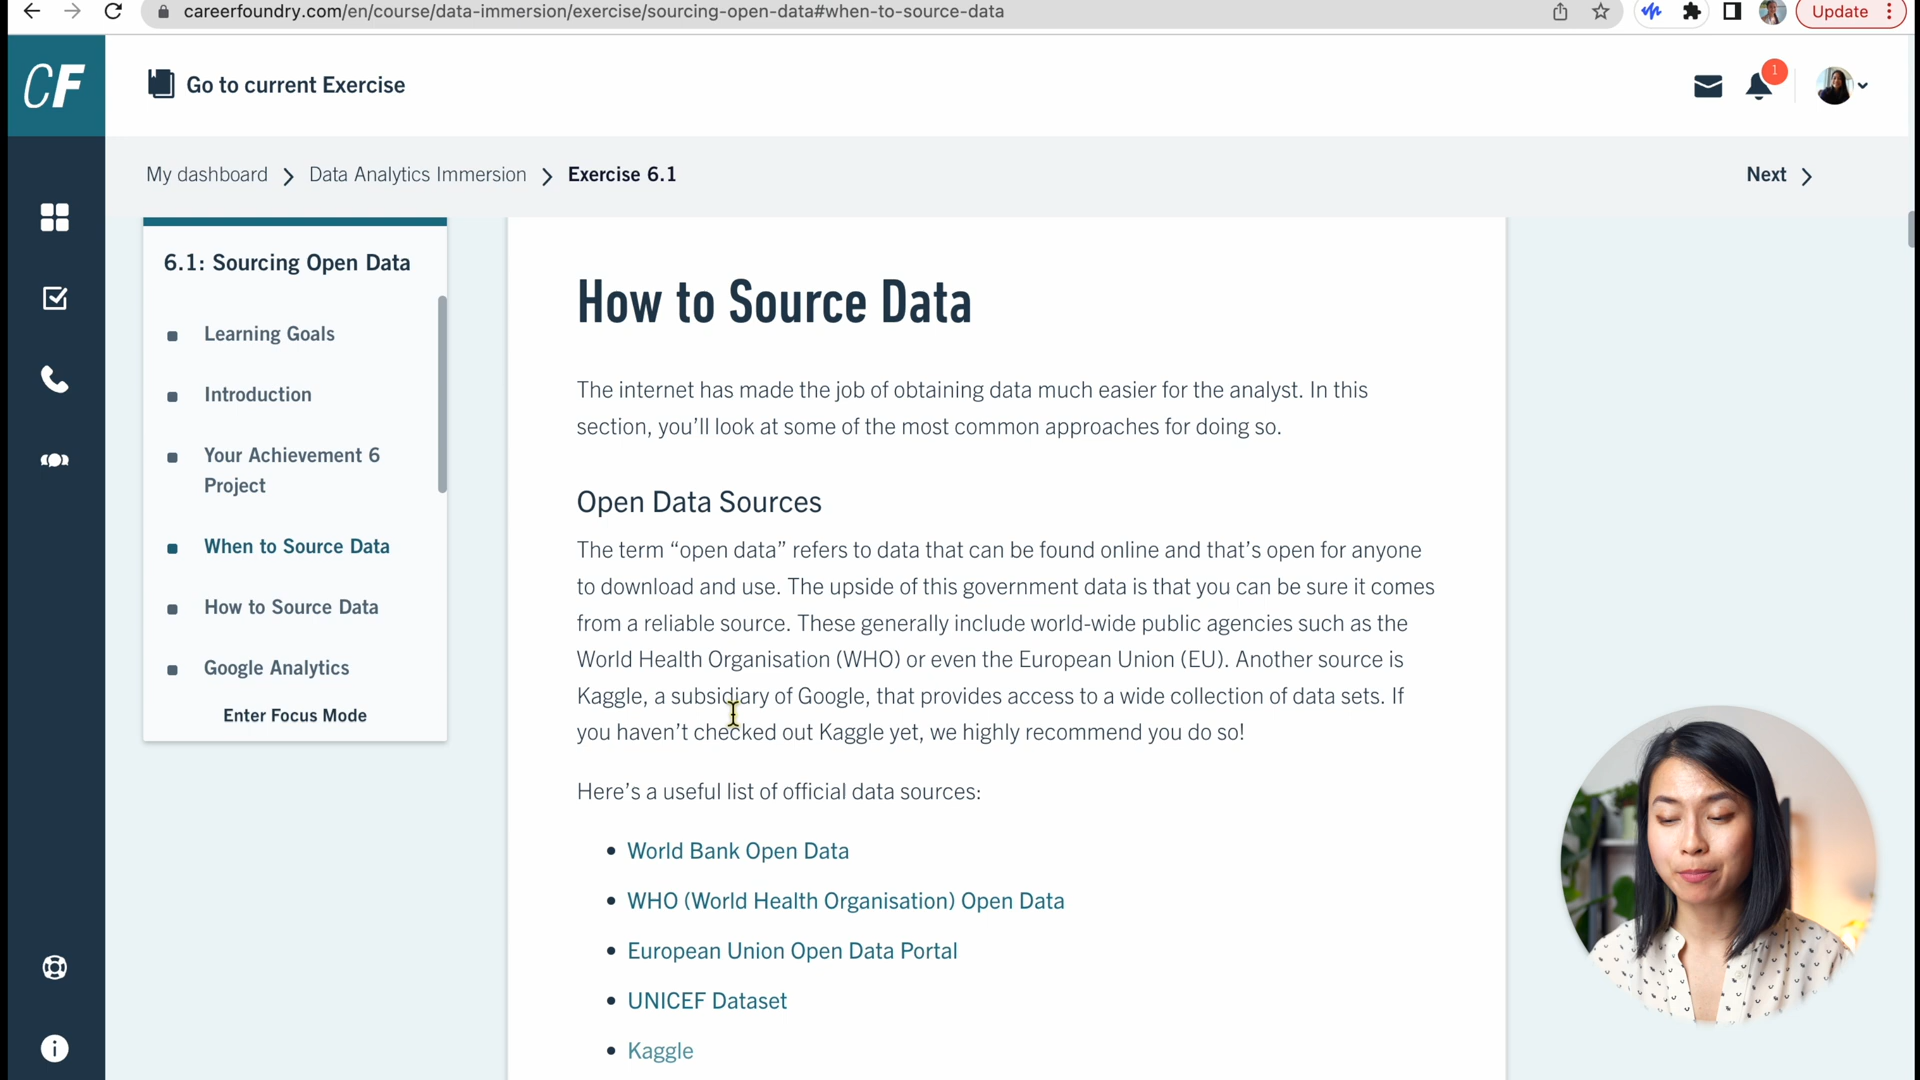 careerfoundry.com/en/course/data-immersion/exercise/sourcing-open-data#when-to-source-data
Update
CF
Go to current Exercise
1
My dashboard
Data Analytics Immersion
Exercise 6.1
Next
6.1: Sourcing Open Data
Learning Goals
Introduction
Your Achievement 6
Project
When to Source Data
How to Source Data
Google Analytics
Enter Focus Mode
How to Source Data
The internet has made the job of obtaining data much easier for the analyst. In this
section, you’ll look at some of the most common approaches for doing so.
Open Data Sources
The term “open data” refers to data that can be found online and that’s open for anyone
to download and use. The upside of this government data is that you can be sure it comes
from a reliable source. These generally include world-wide public agencies such as the
World Health Organisation (WHO) or even the European Union (EU). Another source is
Kaggle, a subsidiary of Google, that provides access to a wide collection of data sets. If
you haven’t checked out Kaggle yet, we highly recommend you do so!
Here’s a useful list of official data sources:
• World Bank Open Data
• WHO (World Health Organisation) Open Data
• European Union Open Data Portal
• UNICEF Dataset
• Kaggle